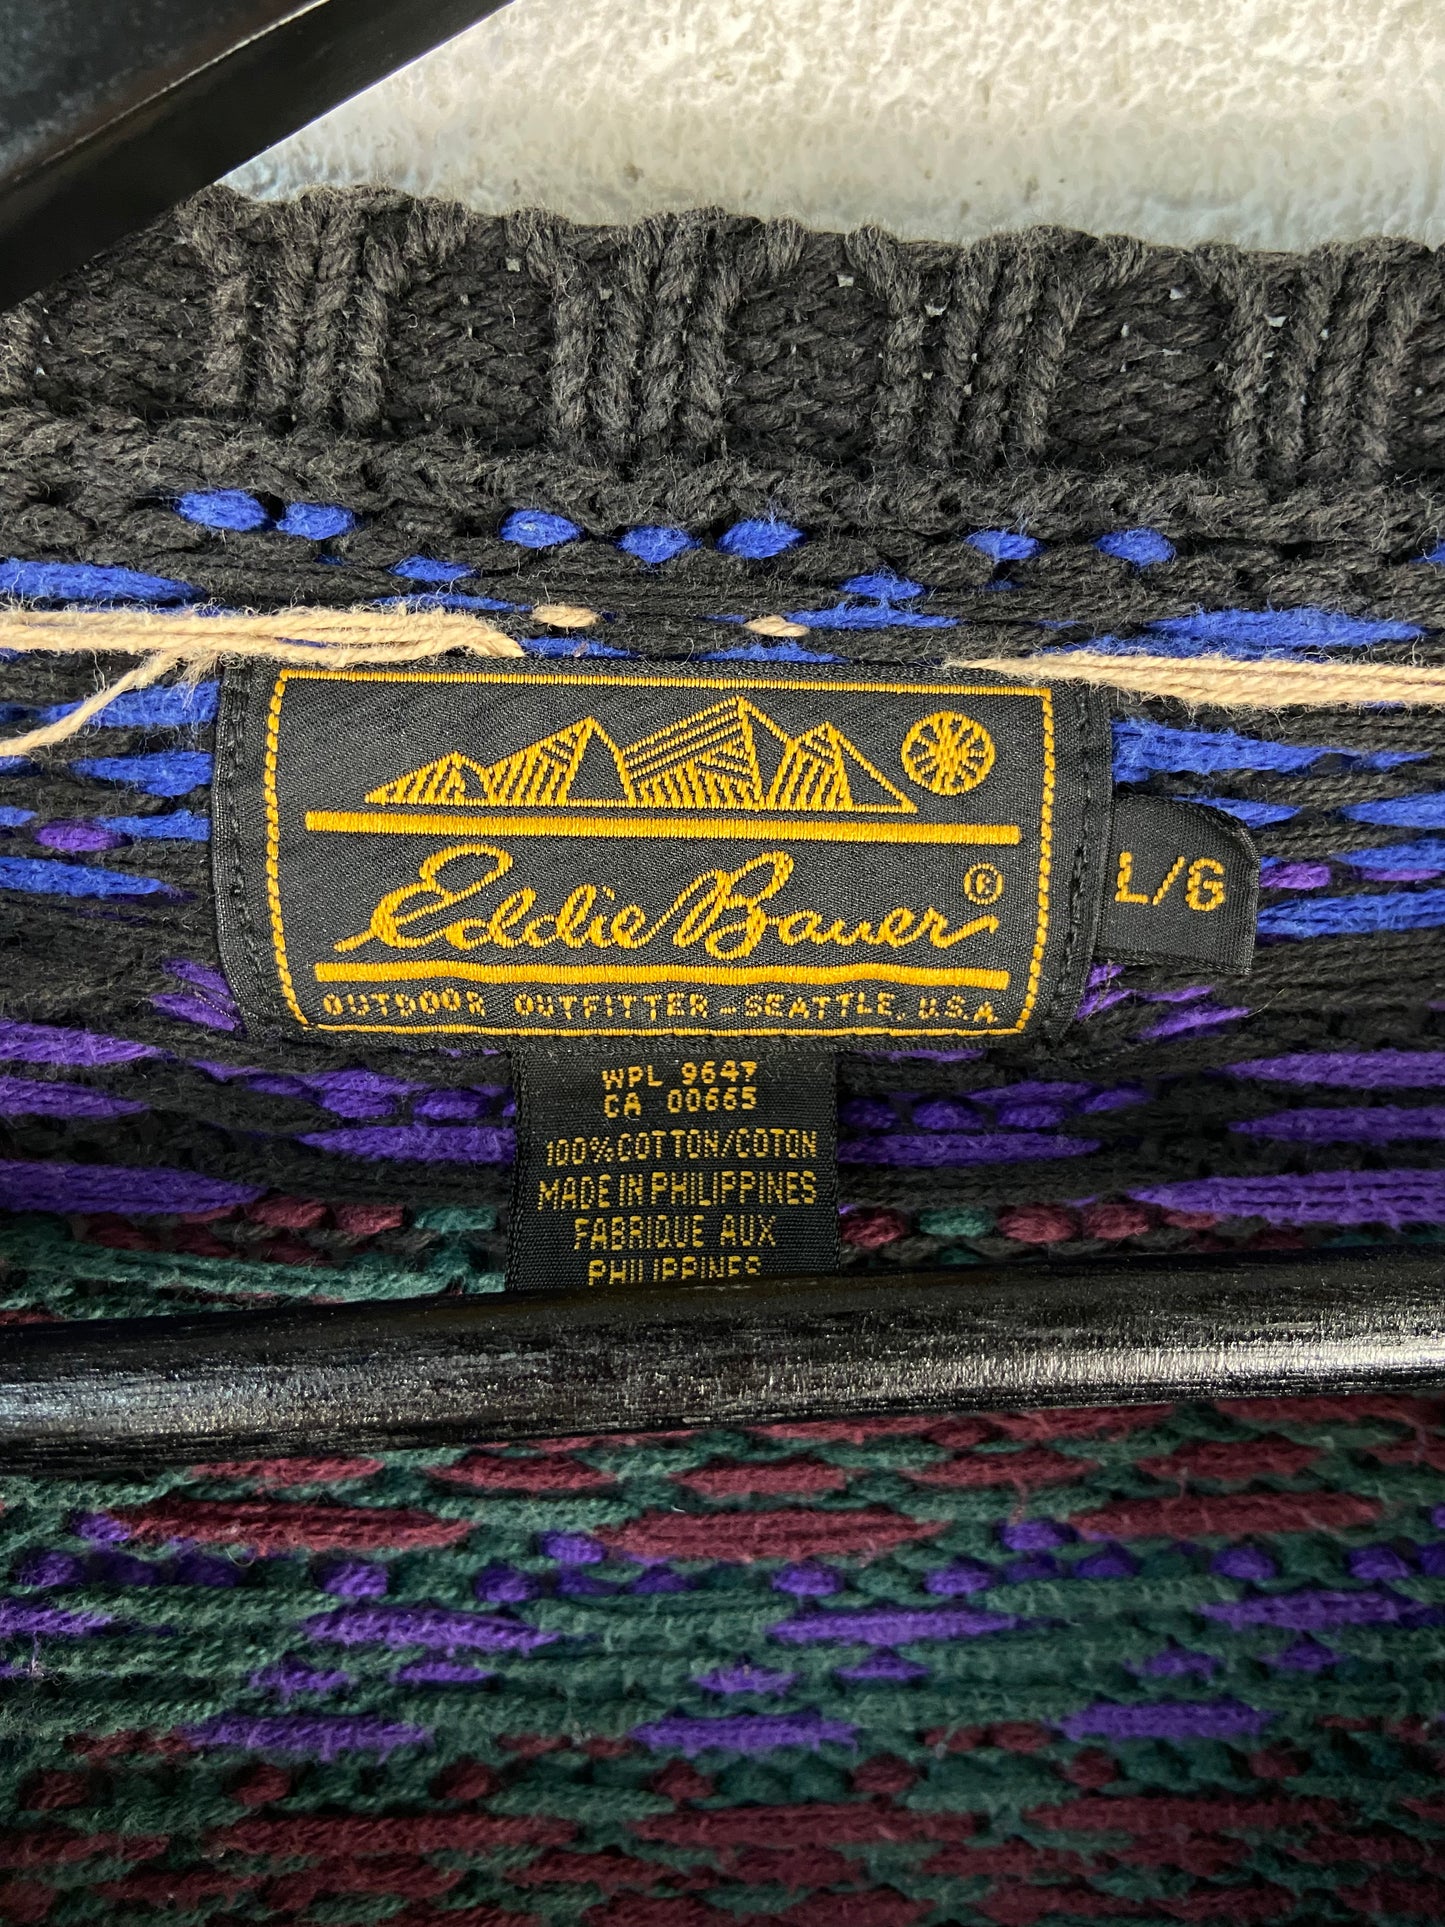 Eddie Bauer®
L/G
OUTDOOR OUTFITTER - SEATTLE, U.S.A.
WPL 9647
CA 00665
100% COTTON/COTON
MADE IN PHILIPPINES
FABRIQUE AUX
PHILIPPINES